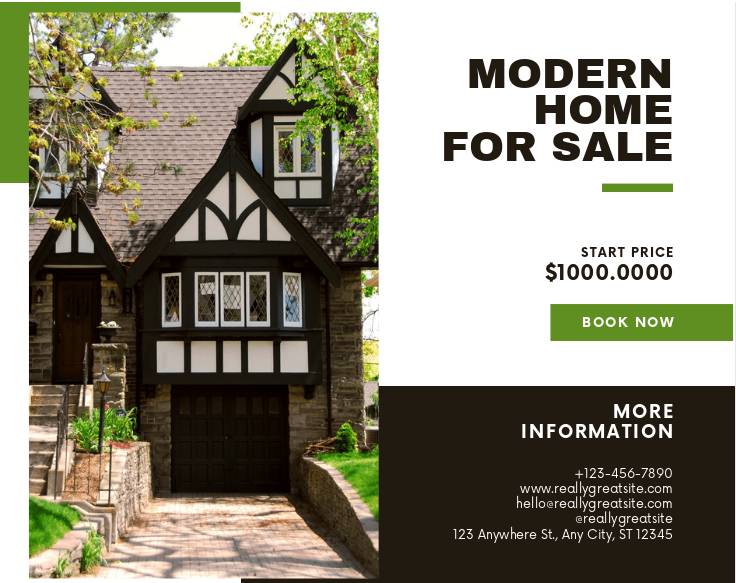 MODERN
HOME
FOR SALE
START PRICE
$1000.0000
BOOK NOW
MORE
INFORMATION
+123-456-7890
www.reallygreatsite.com
hello@reallygreatsite.com
@reallygreatsite
123 Anywhere St., Any City, ST 12345